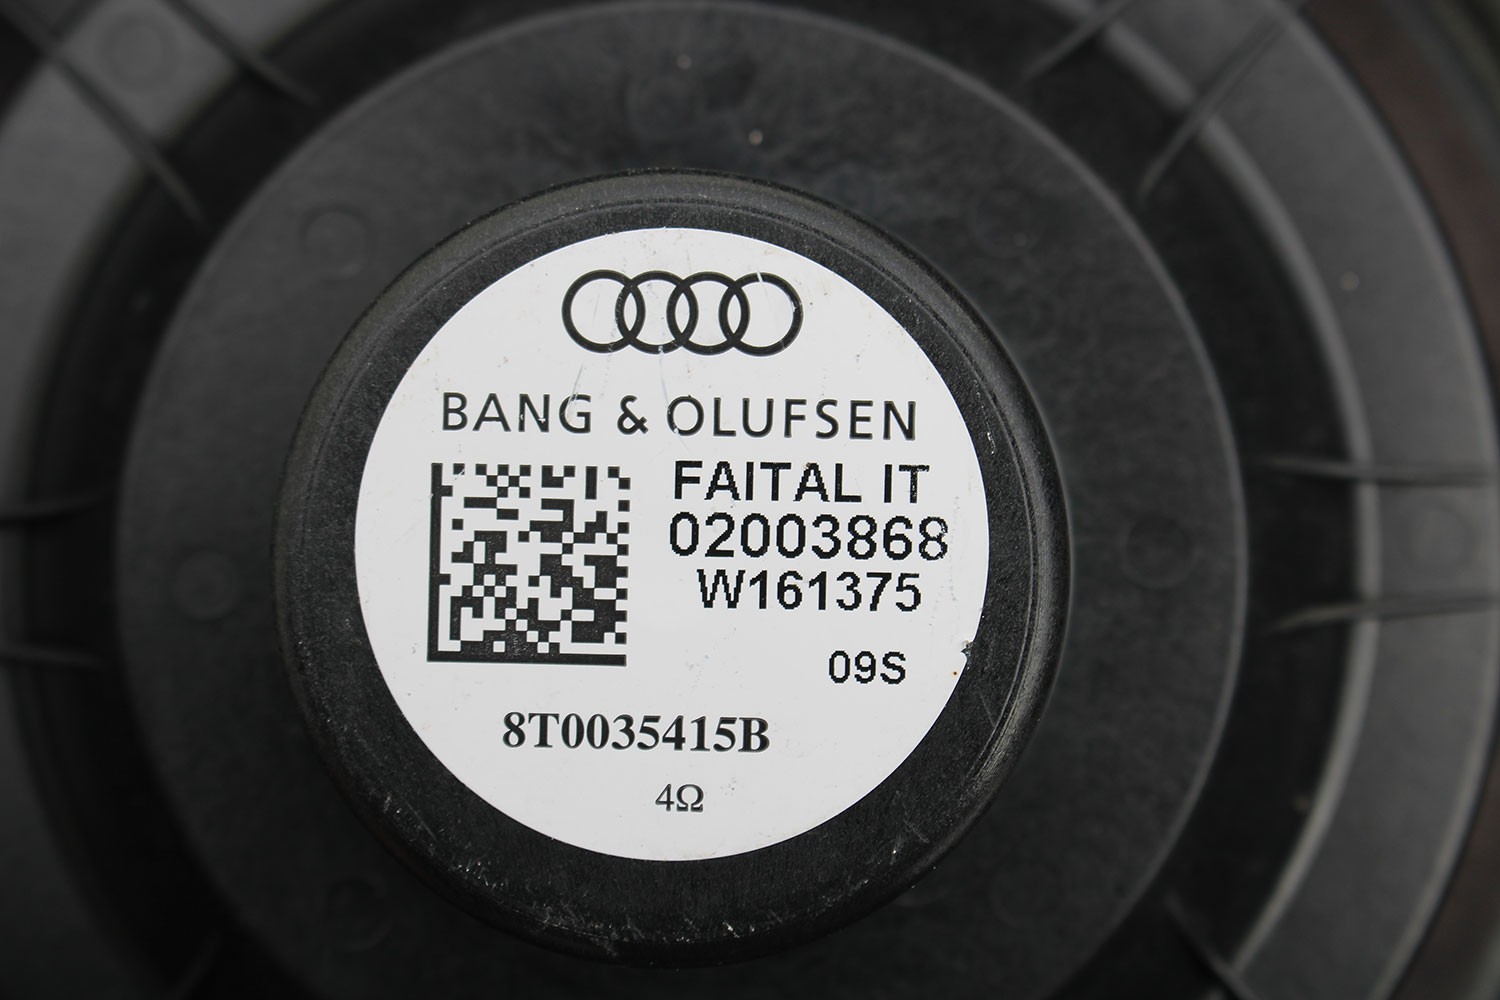 BANG & OLUFSEN
FAITAL IT
02003868
W161375
09S
8T0035415B
4Ω